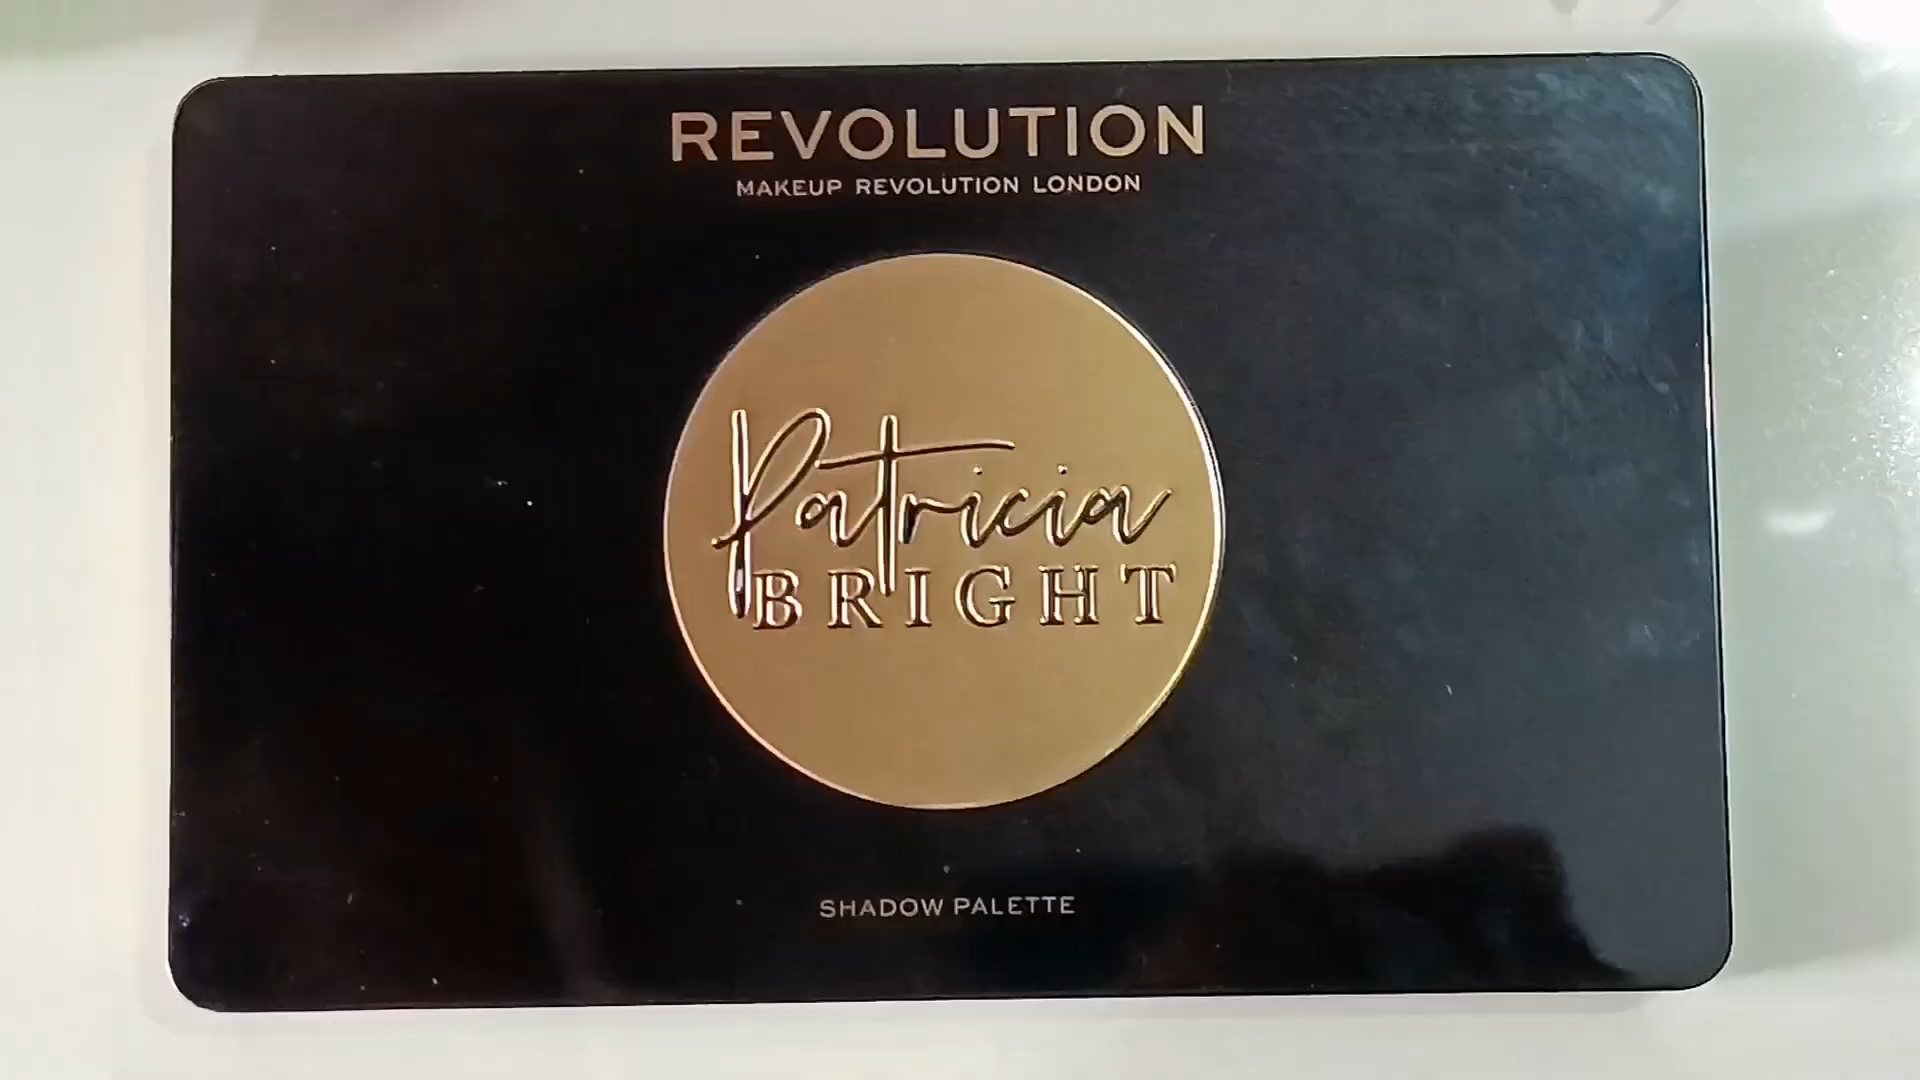 REVOLUTION
MAKEUP REVOLUTION LONDON
Patricia
BRIGHT
SHADOW PALETTE